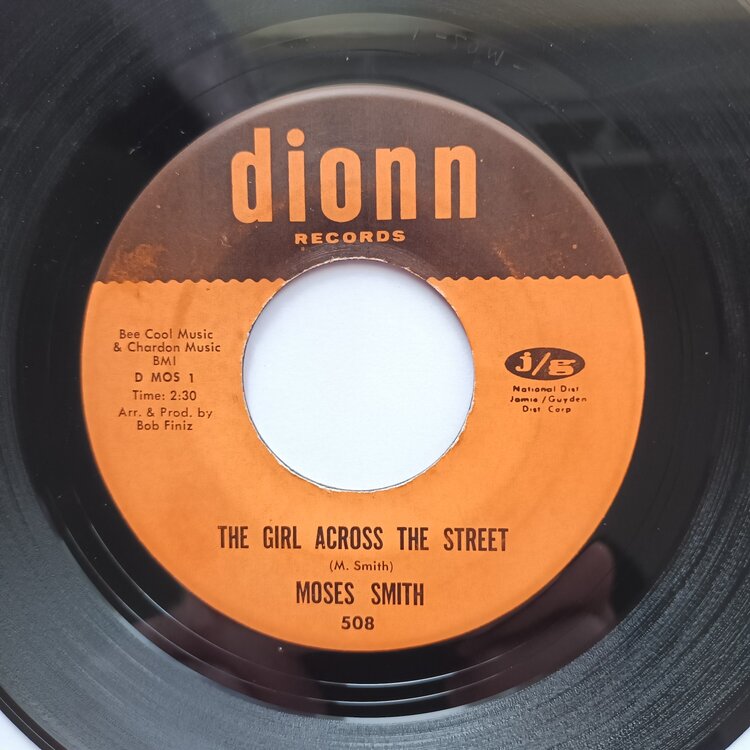 dionn
RECORDS
Bee Cool Music
& Chardon Music
BMI
D MOS 1
Time: 2:30
Arr. & Prod. by
Bob Finiz
j/g
National Dist
Jamie/Guyden
Dist Corp
THE GIRL ACROSS THE STREET
(M. Smith)
MOSES SMITH
508